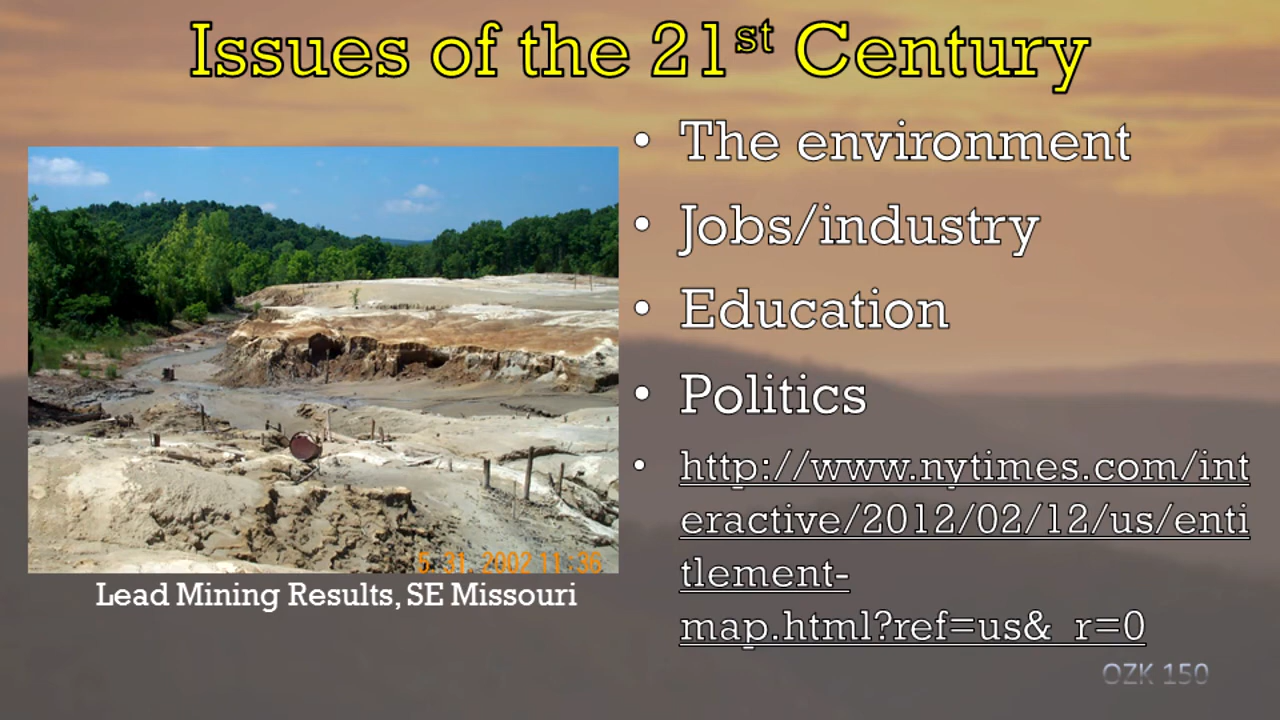 Issues of the 21st Century
• The environment
• Jobs/industry
• Education
• Politics
• http://www.nytimes.com/int
eractive/2012/02/12/us/enti
tlement-
map.html?ref=us&_r=0
5.31.2002 11:36
Lead Mining Results, SE Missouri
OZK 150